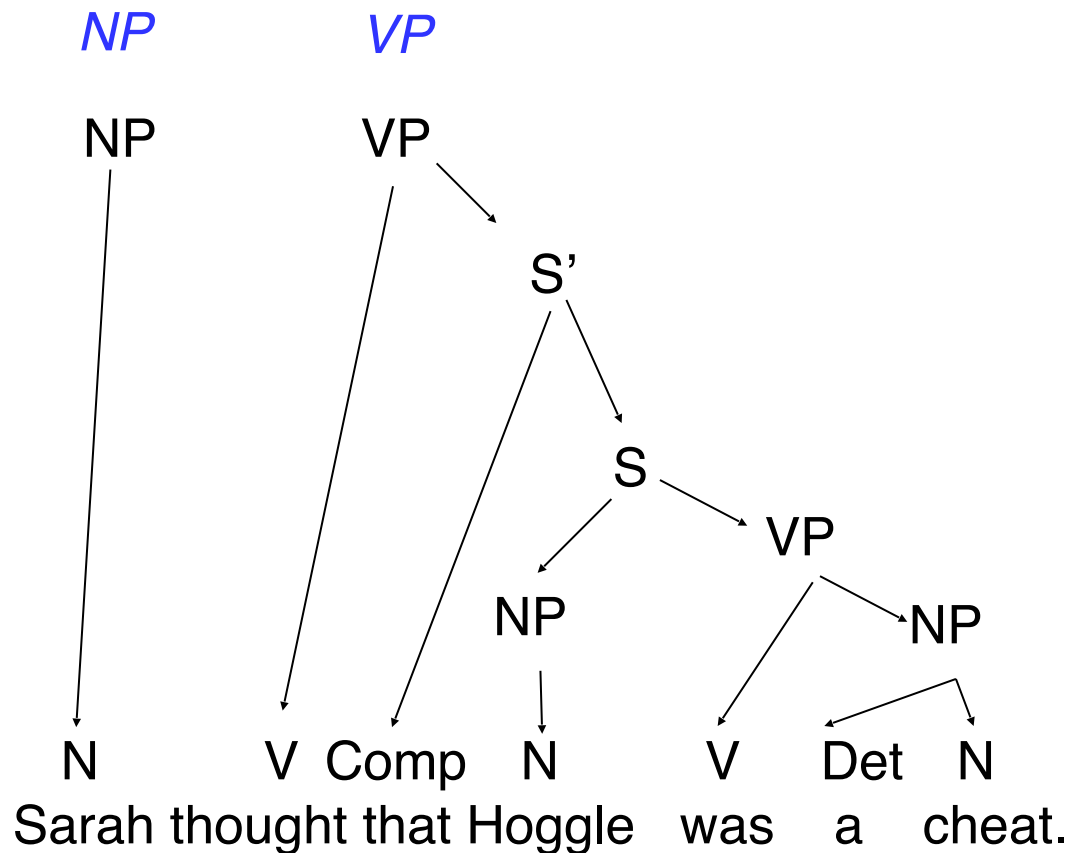 NP VP
NP VP
S’
S
VP
NP NP
N V Comp N V Det N
Sarah thought that Hoggle was a cheat.